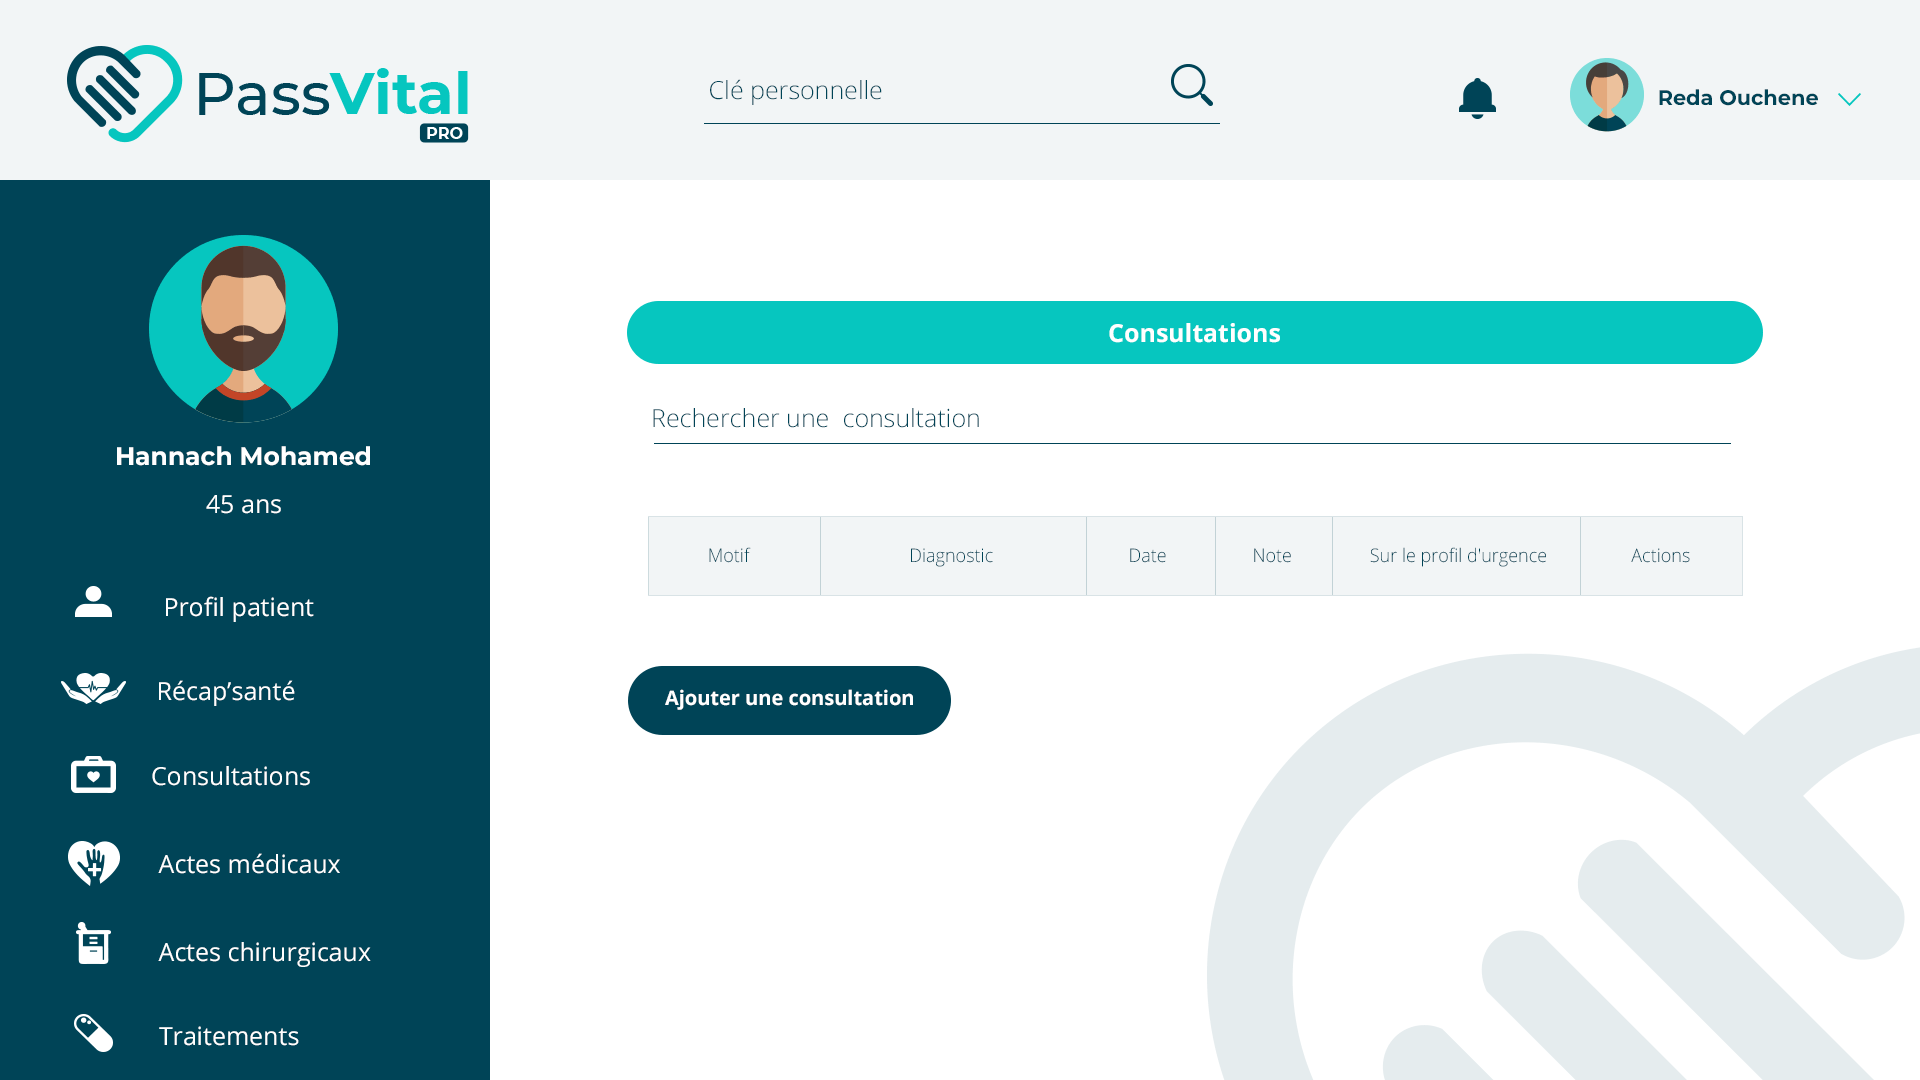 PassVital
PRO
Clé personnelle
Reda Ouchene
Hannach Mohamed
45 ans
Profil patient
Récap’santé
Consultations
Actes médicaux
Actes chirurgicaux
Traitements
Consultations
Rechercher une consultation
Motif Diagnostic Date Note Sur le profil d'urgence Actions
Ajouter une consultation